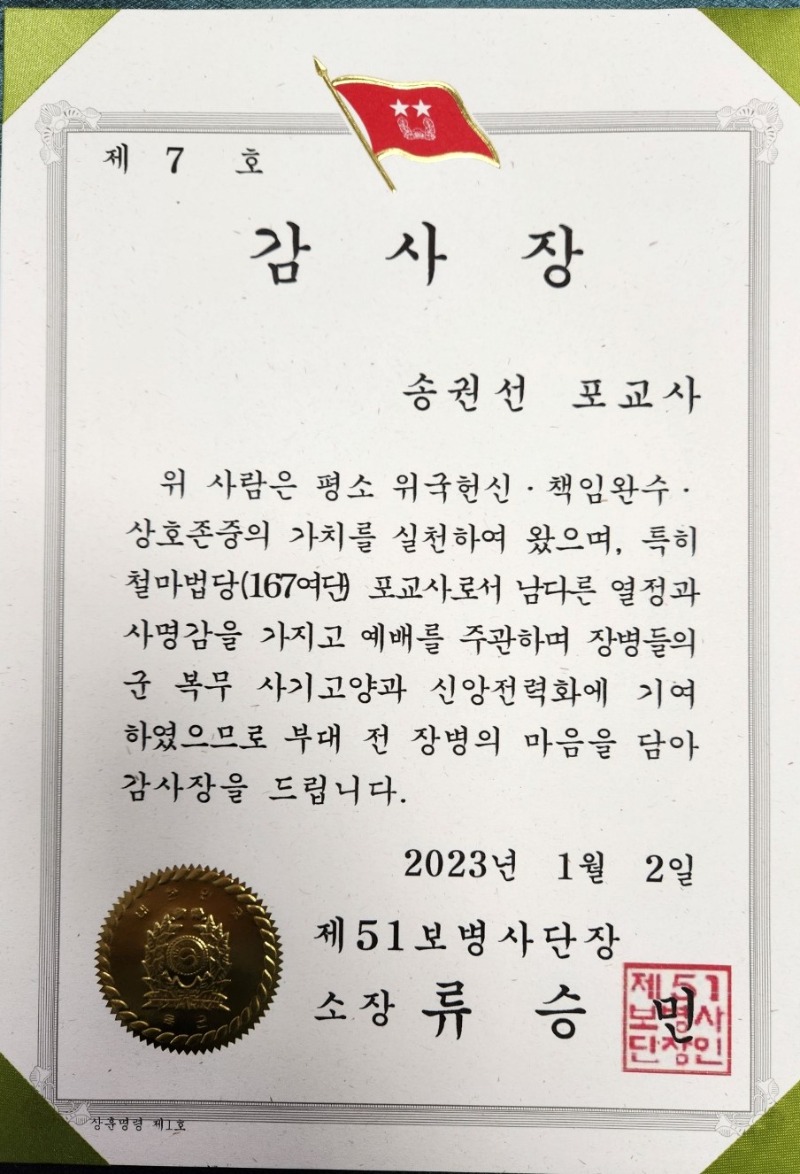 제 7 호
감 사 장
송권선 포교사
위 사람은 평소 위국헌신·책임완수·
상호존중의 가치를 실천하여 왔으며, 특히
철마법당(167여단) 포교사로서 남다른 열정과
사명감을 가지고 예배를 주관하며 장병들의
군 복무 사기고양과 신앙전력화에 기여
하였으므로 부대 전 장병의 마음을 담아
감사장을 드립니다.
2023년 1월 2일
제51보병사단장
소장 류 승 민
제51
보병사
단장인
상훈명령 제1호